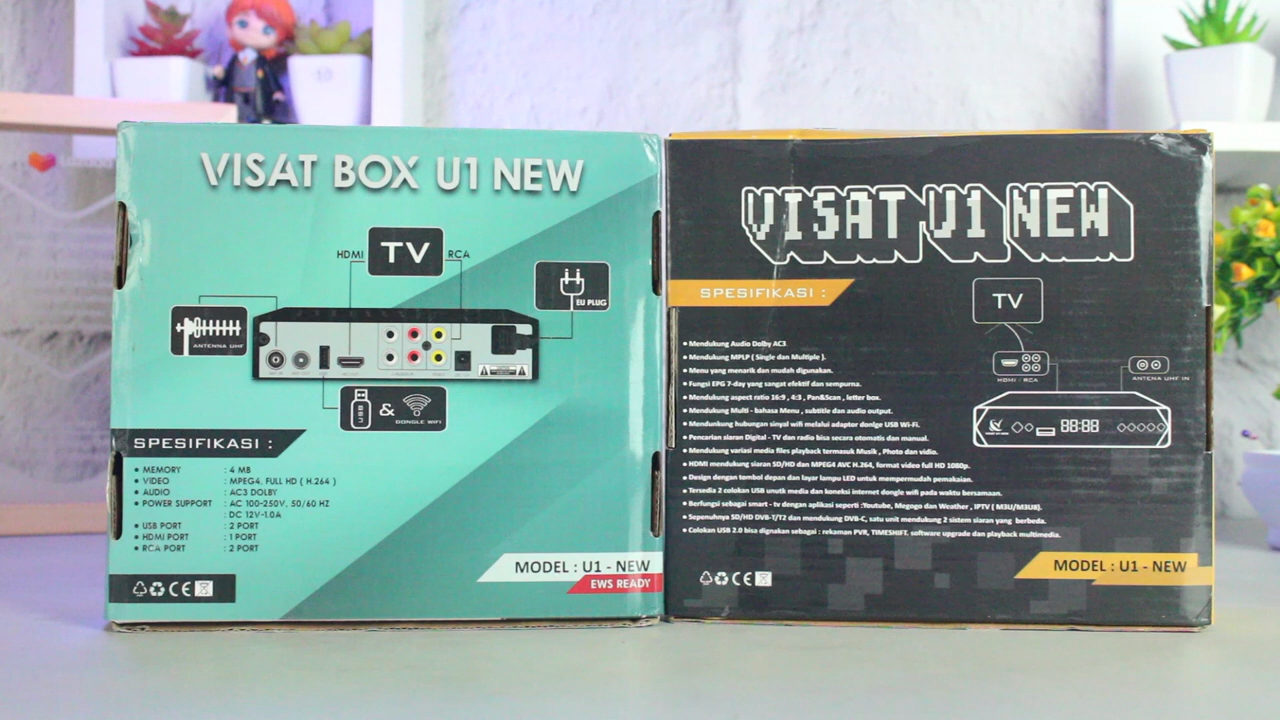 VISAT BOX U1 NEW
HDMI
TV
RCA
EU PLUG
ANTENNA UHF
USB
&
DONGLE WIFI
SPESIFIKASI :
• MEMORY : 4 MB
• VIDEO : MPEG4, FULL HD ( H.264 )
• AUDIO : AC3 DOLBY
• POWER SUPPORT : AC 100-250V, 50/60 HZ
: DC 12V-1.0A
• USB PORT : 2 PORT
• HDMI PORT : 1 PORT
• RCA PORT : 2 PORT
CE
MODEL : U1 - NEW
EWS READY
VISAT U1 NEW
SPESIFIKASI :
TV
HDMI / RCA
ANTENA UHF IN
88:88
• Mendukung Audio Dolby AC3
• Mendukung MPLP ( Single dan Multiple ).
• Menu yang menarik dan mudah digunakan.
• Fungsi EPG 7-day yang sangat efektif dan sempurna.
• Mendukung aspect ratio 16:9 , 4:3 , Pan&Scan , letter box.
• Mendukung Multi - bahasa Menu , subtitle dan audio output.
• Mendunkung hubungan sinyal wifi melalui adaptor donlge USB Wi-Fi.
• Pencarian siaran Digital - TV dan radio bisa secara otomatis dan manual.
• Mendukung variasi media files playback termasuk Musik , Photo dan vidio.
• HDMI mendukung siaran SD/HD dan MPEG4 AVC H.264, format video full HD 1080p.
• Design dengan tombol depan dan layar lampu LED untuk mempermudah pemakaian.
• Tersadia 2 colokan USB unutk media dan koneksi internet dongle wifi pada waktu bersamaan.
• Berfungsi sebagai smart - tv dengan aplikasi seperti :Youtube, Megogo dan Weather , IPTV ( M3U/M3U8).
• Sepenuhnya SD/HD DVB-T/T2 dan mendukung DVB-C, satu unit mendukung 2 sistem siaran yang berbeda.
• Colokan USB 2.0 bisa dignakan sebagai : rekaman PVR, TIMESHIFT, software upgrade dan playback multimedia.
CE
MODEL : U1 - NEW